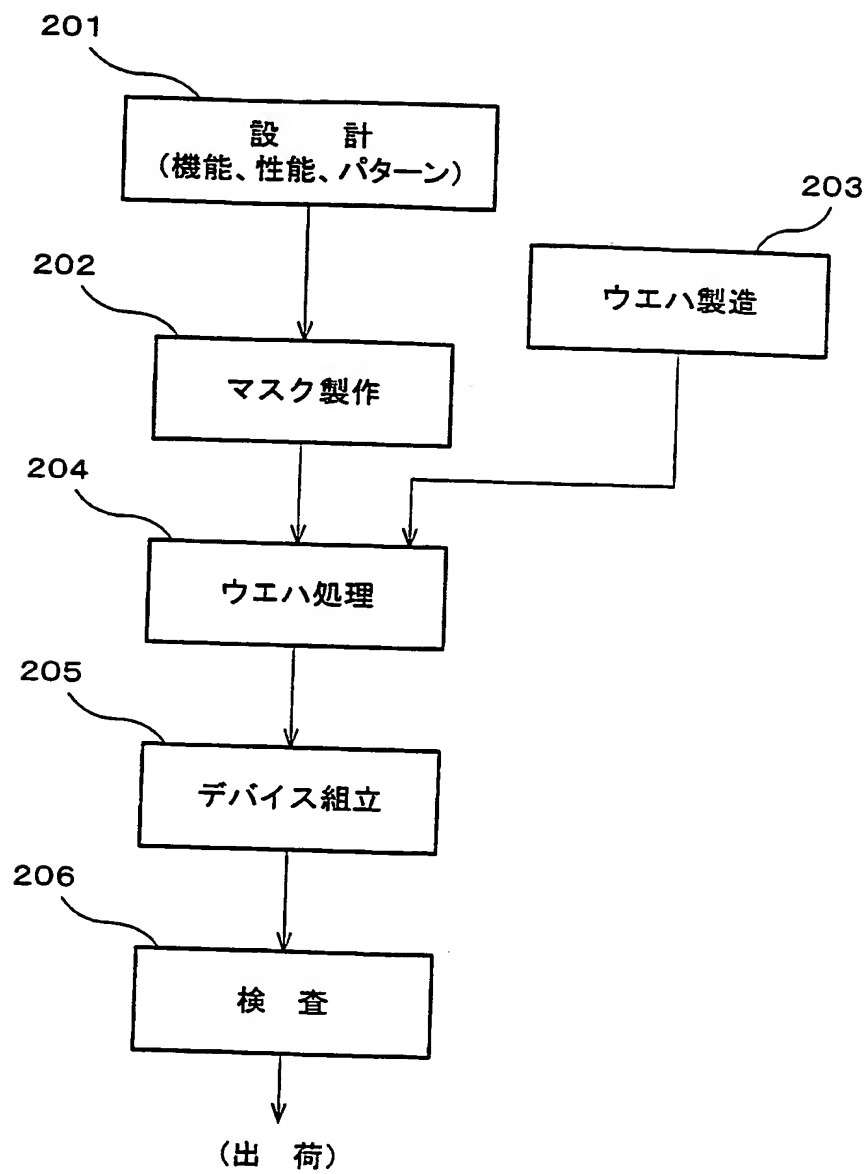 201
設 計
(機能、性能、パターン)
203
ウエハ製造
202
マスク製作
204
ウエハ処理
205
デバイス組立
206
検 査
(出 荷)